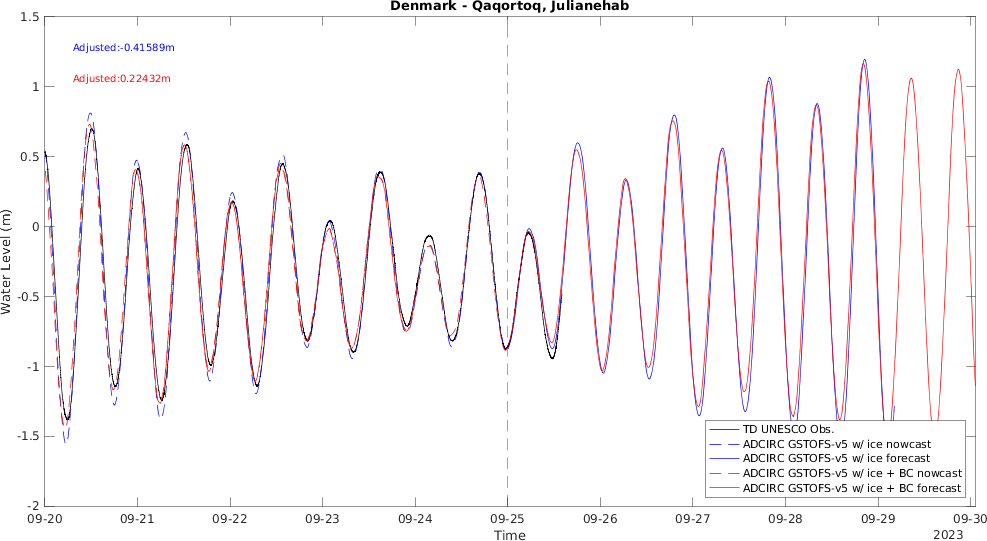 Denmark - Qaqortoq, Julianehab
1.5
1
0.5
0
-0.5
-1
-1.5
-2
Water Level (m)
Adjusted:-0.41589m
Adjusted:0.22432m
TD UNESCO Obs.
ADCIRC GSTOFS-v5 w/ ice nowcast
ADCIRC GSTOFS-v5 w/ ice forecast
ADCIRC GSTOFS-v5 w/ ice + BC nowcast
ADCIRC GSTOFS-v5 w/ ice + BC forecast
09-20 09-21 09-22 09-23 09-24 09-25 09-26 09-27 09-28 09-29 09-30
Time
2023